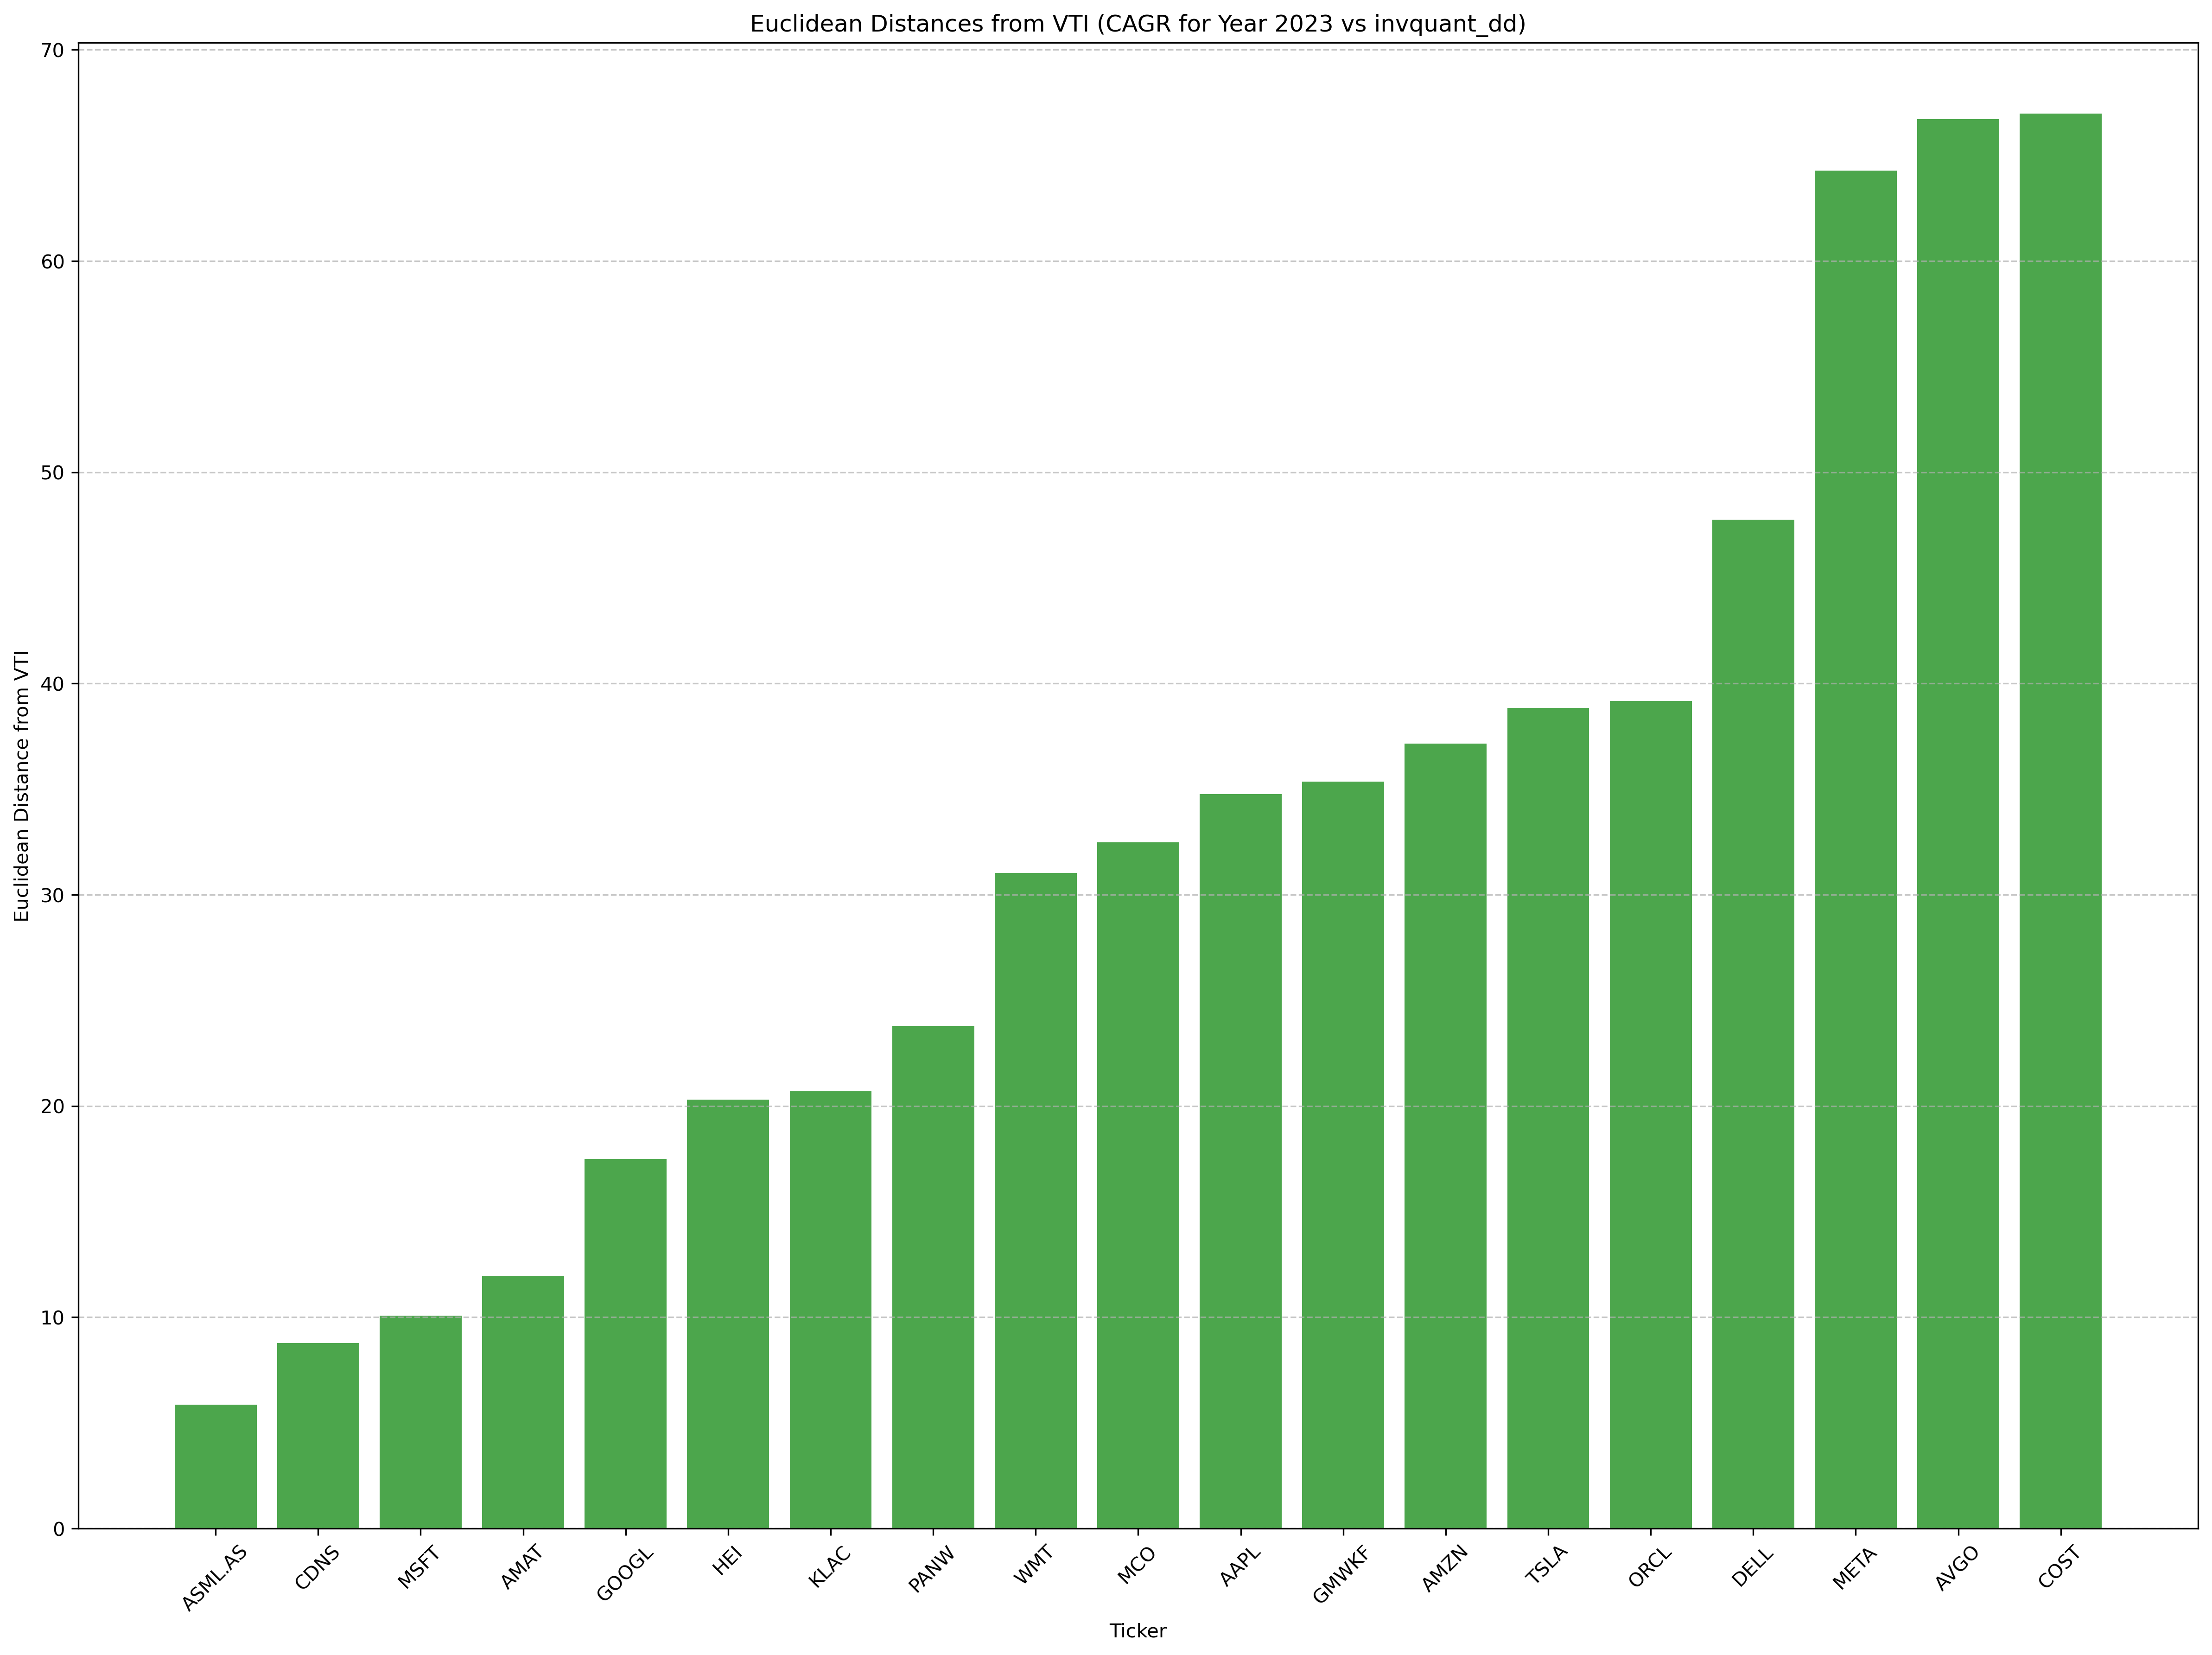 Euclidean Distances from VTI (CAGR for Year 2023 vs invquant_dd)
70
60
50
40
30
20
10
0
Euclidean Distance from VTI
ASML.AS
CDNS
MSFT
AMAT
GOOGL
HEI
KLAC
PANW
WMT
MCO
AAPL
GMWKF
AMZN
TSLA
ORCL
DELL
META
AVGO
COST
Ticker